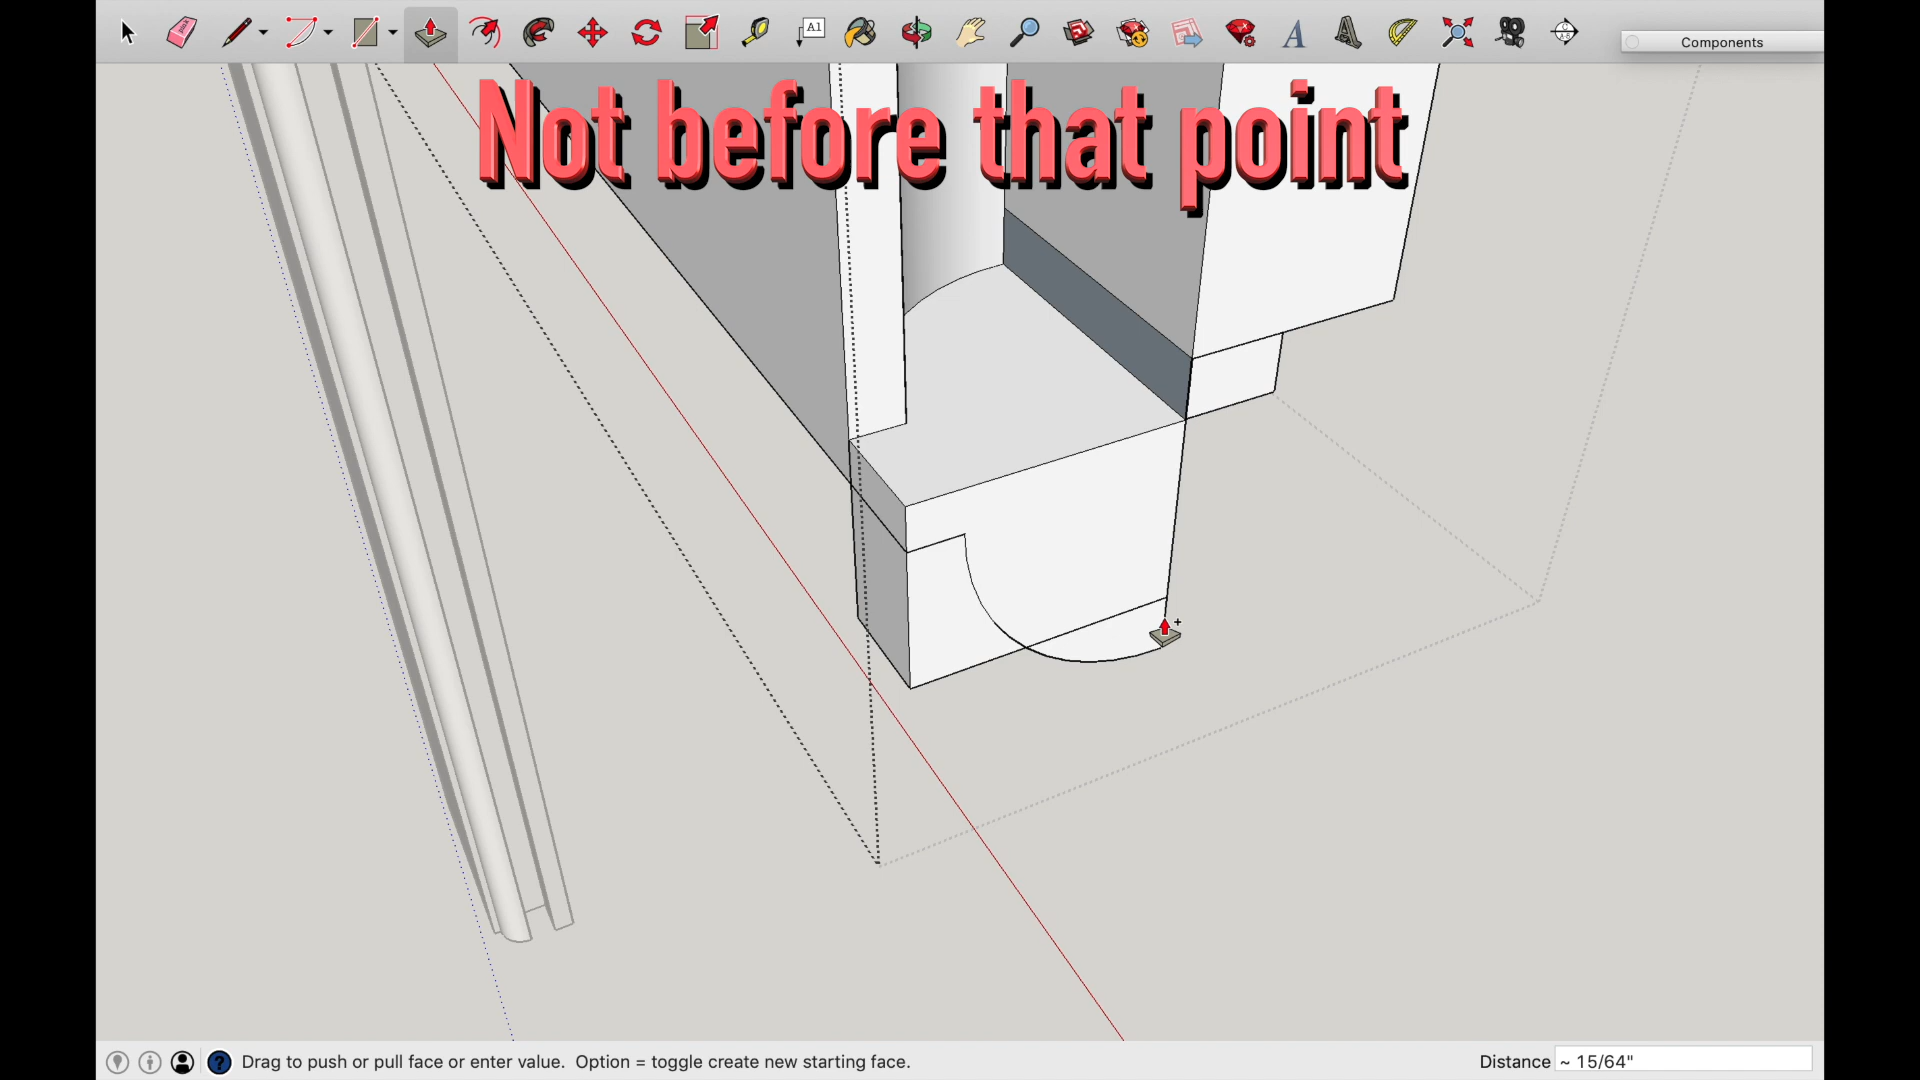 A1
Components
Not before that point
Drag to push or pull face or enter value. Option = toggle create new starting face.
Distance ~ 15/64"